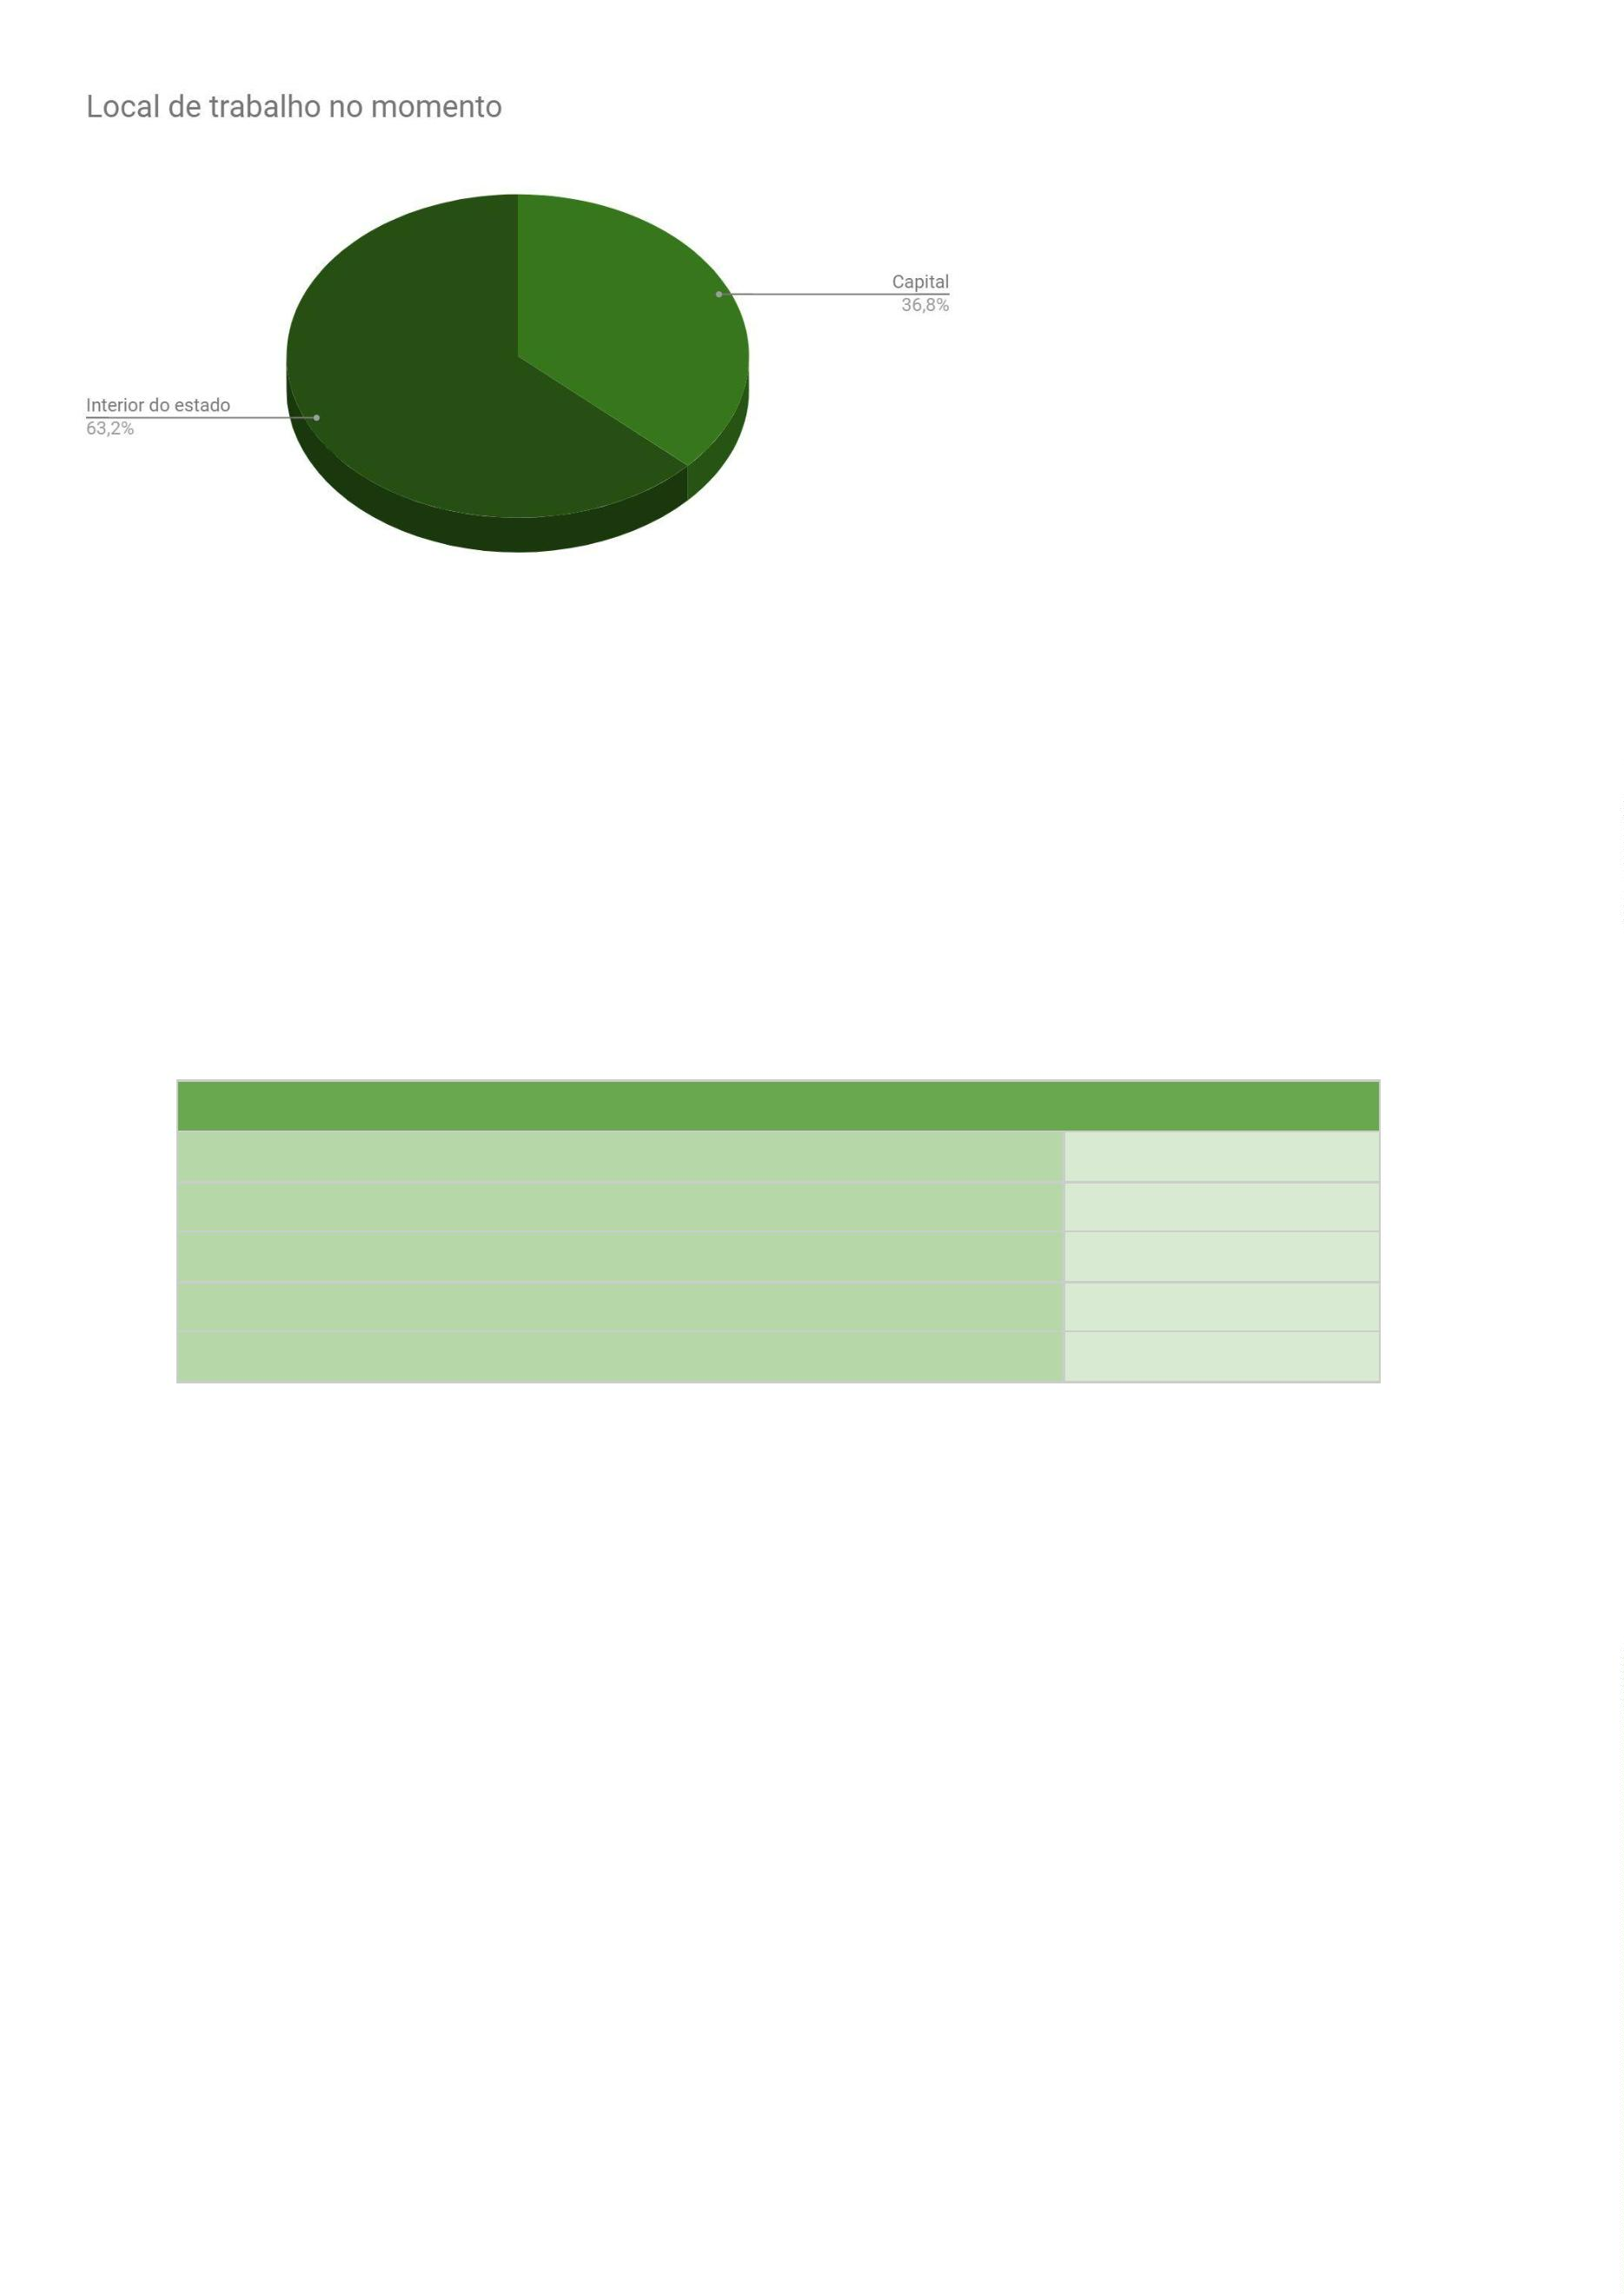 Local de trabalho no momento
Capital
36,8%
Interior do estado
63,2%